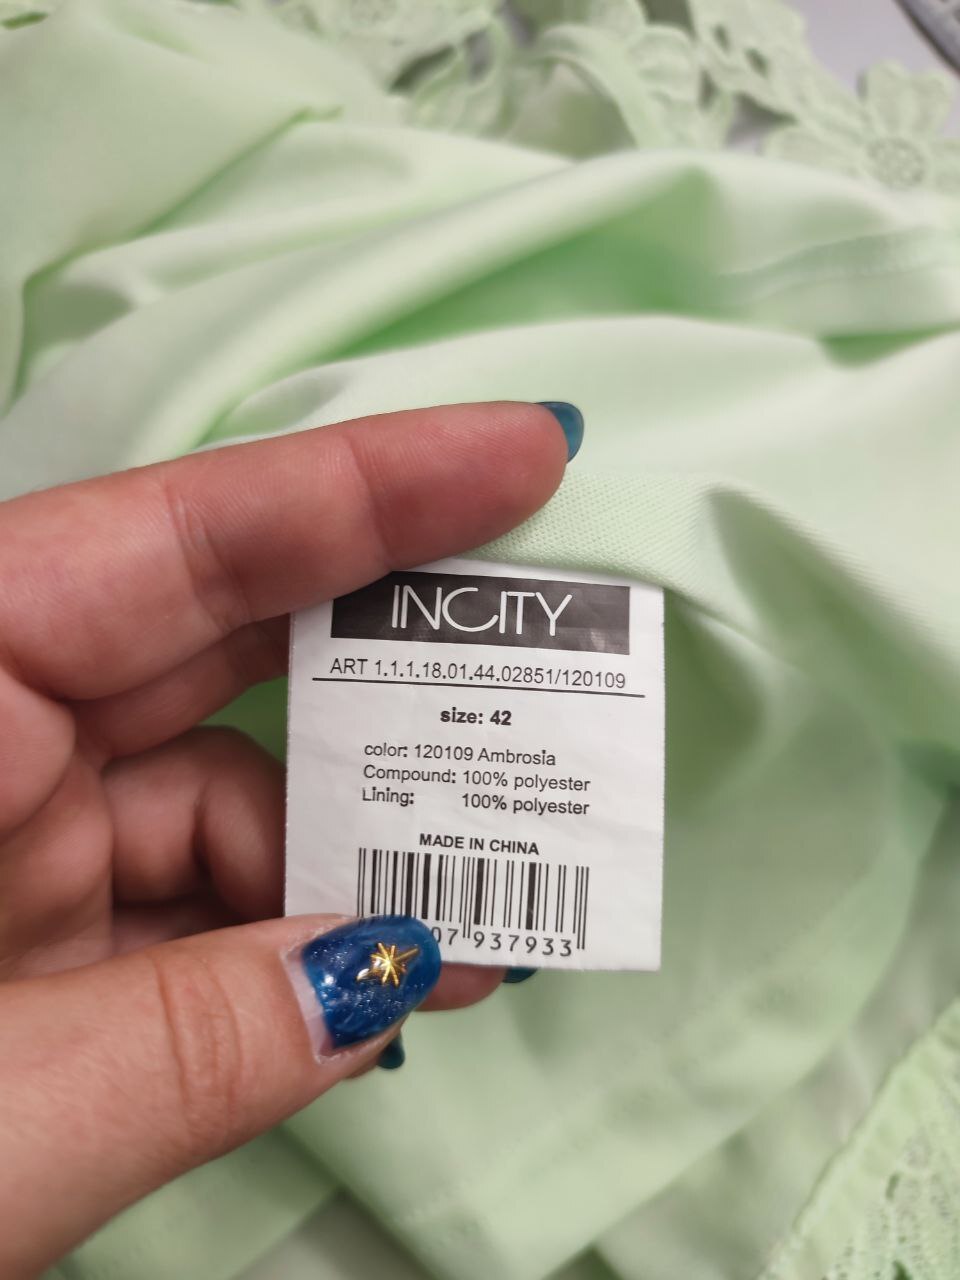 INCITY
ART 1.1.1.18.01.44.02851/120109
size: 42
color: 120109 Ambrosia
Compound: 100% polyester
Lining: 100% polyester
MADE IN CHINA
07 937933